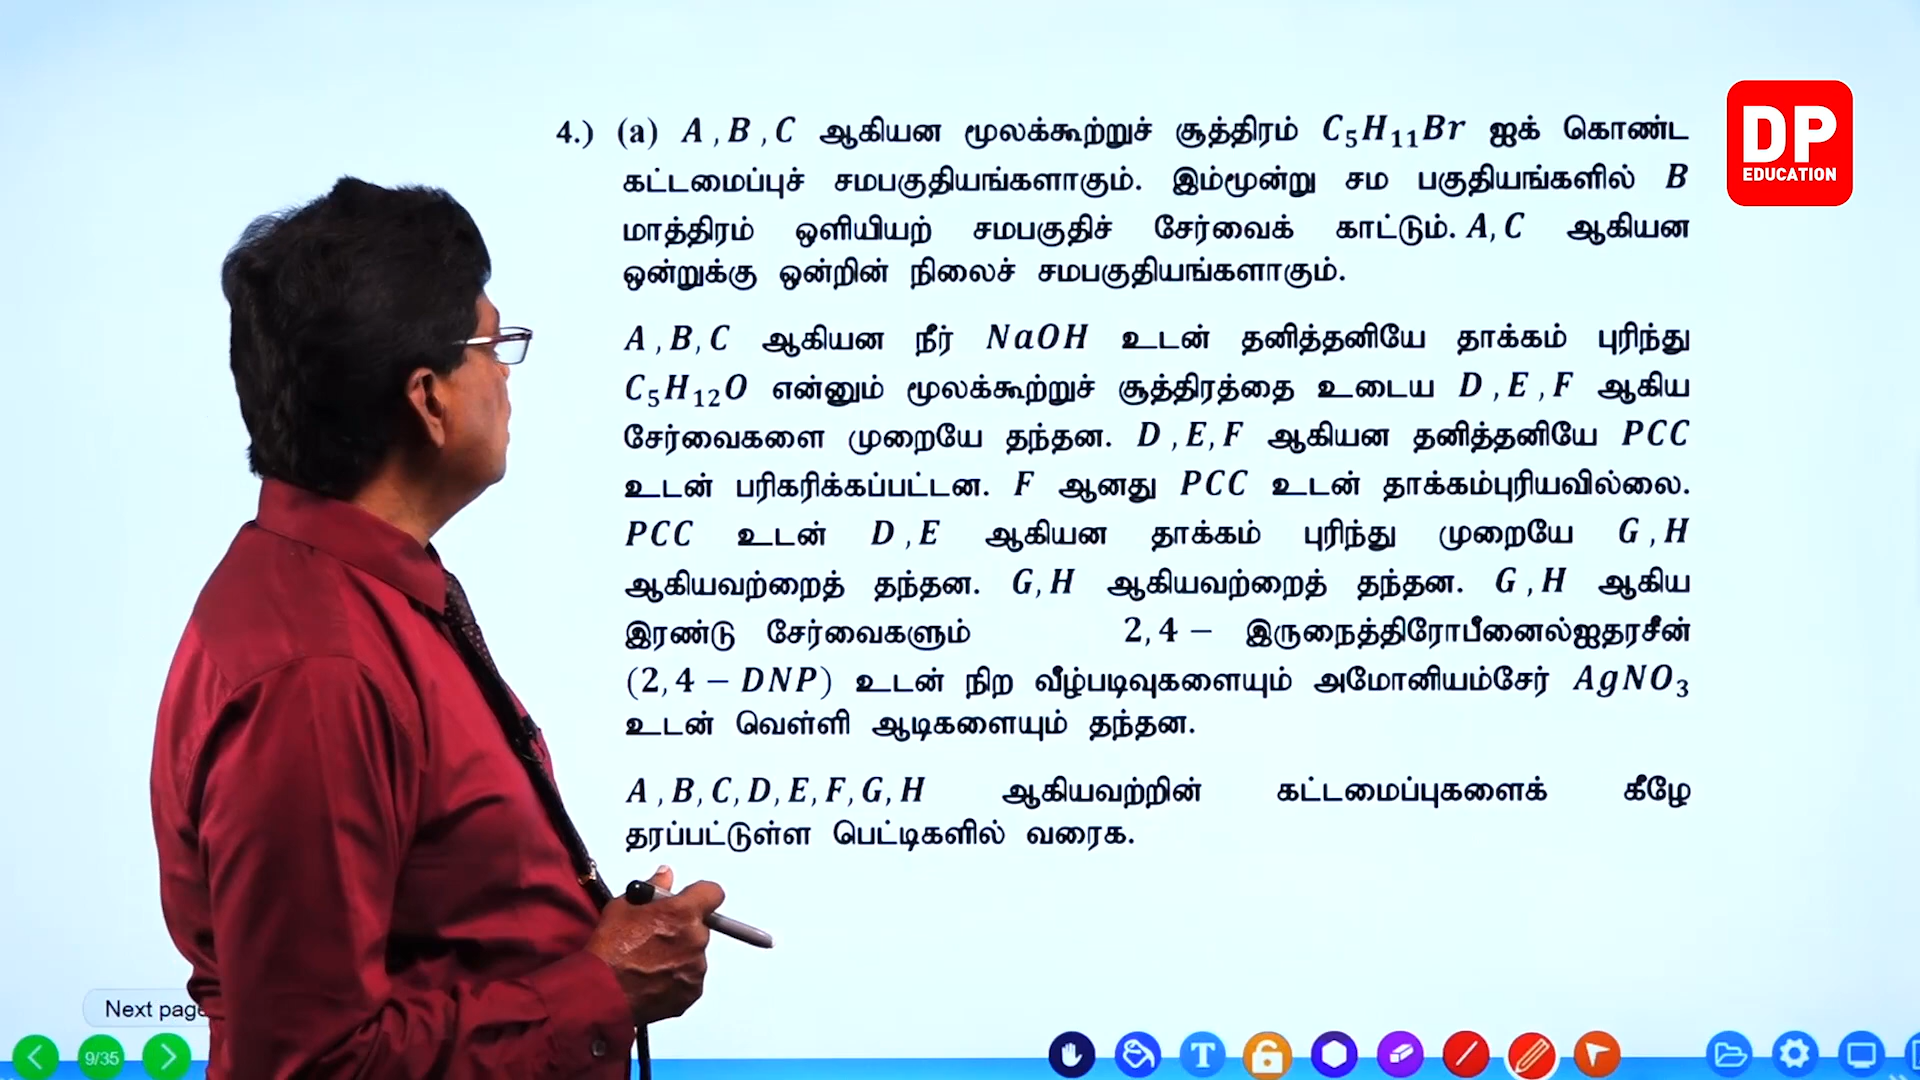 DP
EDUCATION
4.) (a) A , B , C ஆகியன மூலக்கூற்றுச் சூத்திரம் C₅H₁₁Br ஐக் கொண்ட
கட்டமைப்புச் சமபகுதியங்களாகும். இம்மூன்று சம பகுதியங்களில் B
மாத்திரம் ஒளியியற் சமபகுதிச் சேர்வைக் காட்டும். A, C ஆகியன
ஒன்றுக்கு ஒன்றின் நிலைச் சமபகுதியங்களாகும்.
A , B, C ஆகியன நீர் NaOH உடன் தனித்தனியே தாக்கம் புரிந்து
C₅H₁₂O என்னும் மூலக்கூற்றுச் சூத்திரத்தை உடைய D , E , F ஆகிய
சேர்வைகளை முறையே தந்தன. D , E, F ஆகியன தனித்தனியே PCC
உடன் பரிகரிக்கப்பட்டன. F ஆனது PCC உடன் தாக்கம்புரியவில்லை.
PCC உடன் D , E ஆகியன தாக்கம் புரிந்து முறையே G , H
ஆகியவற்றைத் தந்தன. G, H ஆகியவற்றைத் தந்தன. G , H ஆகிய
இரண்டு சேர்வைகளும் 2, 4 – இருநைத்திரோபீனைல்ஐதரசீன்
(2, 4 – DNP) உடன் நிற வீழ்படிவுகளையும் அமோனியம்சேர் AgNO₃
உடன் வெள்ளி ஆடிகளையும் தந்தன.
A , B, C, D, E, F, G, H ஆகியவற்றின் கட்டமைப்புகளைக் கீழே
தரப்பட்டுள்ள பெட்டிகளில் வரைக.
Next page
9/35